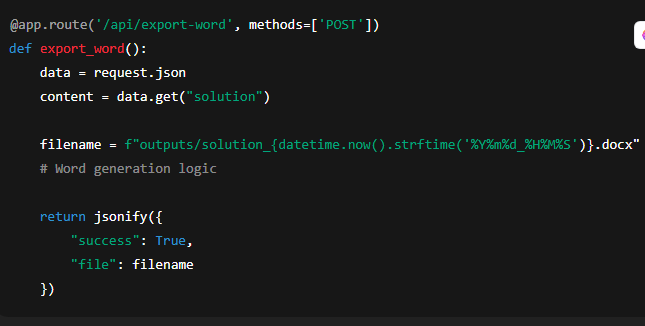 @app.route('/api/export-word', methods=['POST'])
def export_word():
    data = request.json
    content = data.get("solution")

    filename = f"outputs/solution_{datetime.now().strftime('%Y%m%d_%H%M%S')}.docx"
    # Word generation logic

    return jsonify({
        "success": True,
        "file": filename
    })